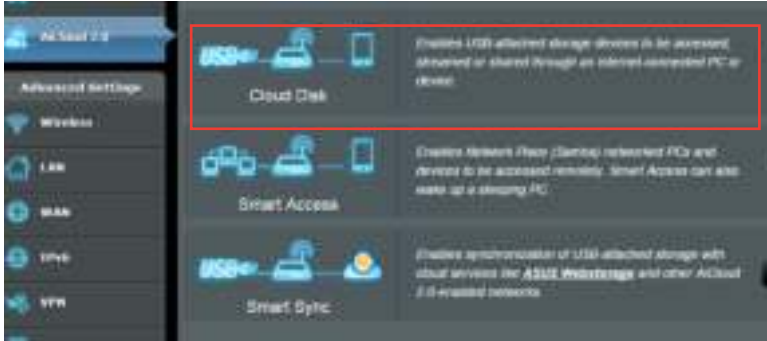 AiCloud 2.0
Advanced Settings
Wireless
LAN
WAN
IPv6
VPN
USB
Cloud Disk
Enables USB-attached storage devices to be accessed,
streamed or shared through an internet-connected PC or
device.
Smart Access
Enables Network Place (Samba) networked PCs and
devices to be accessed remotely. Smart Access can also
wake up a sleeping PC.
USB
Smart Sync
Enables synchronization of USB-attached storage with
cloud services like ASUS Webstorage and other AiCloud
2.0-enabled networks.